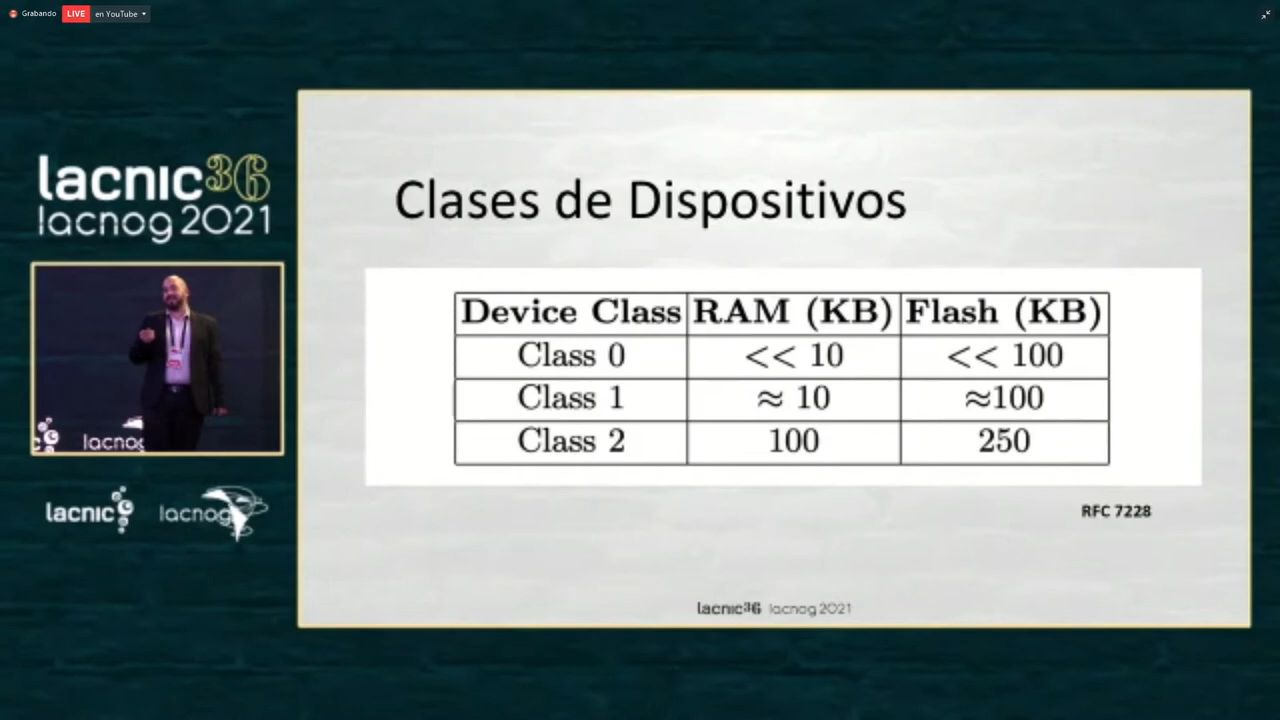 Grabando LIVE en YouTube
lacnic36
lacnog 2021
lacnog
lacnic lacnog
Clases de Dispositivos
Device Class RAM (KB) Flash (KB)
Class 0 << 10 << 100
Class 1 ≈ 10 ≈100
Class 2 100 250
RFC 7228
lacnic36 lacnog 2021